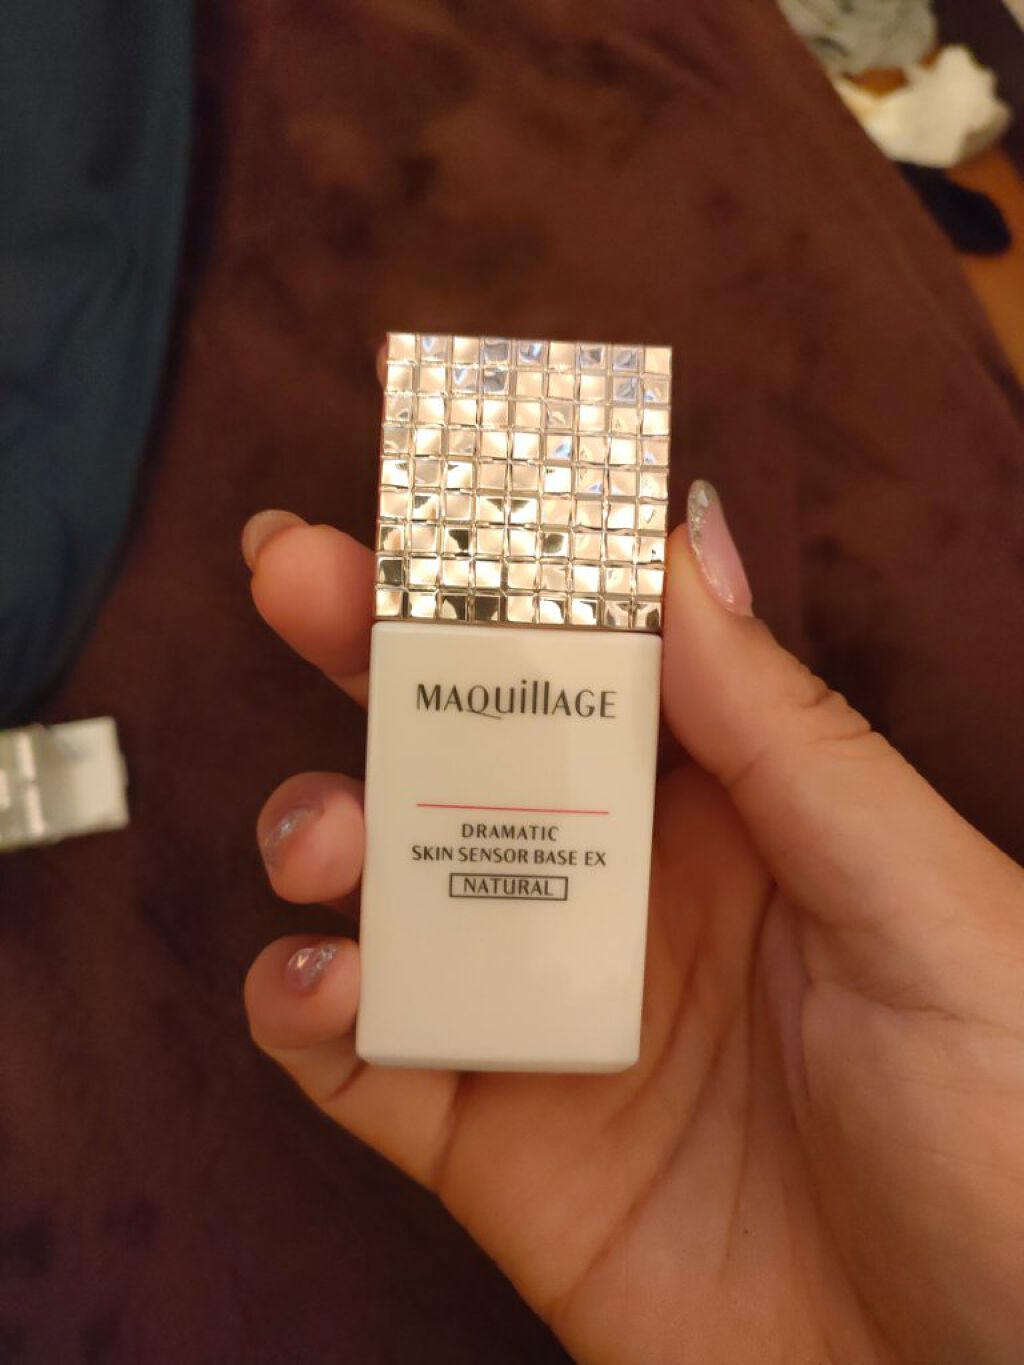 MAQuillAGE
DRAMATIC
SKIN SENSOR BASE EX
NATURAL